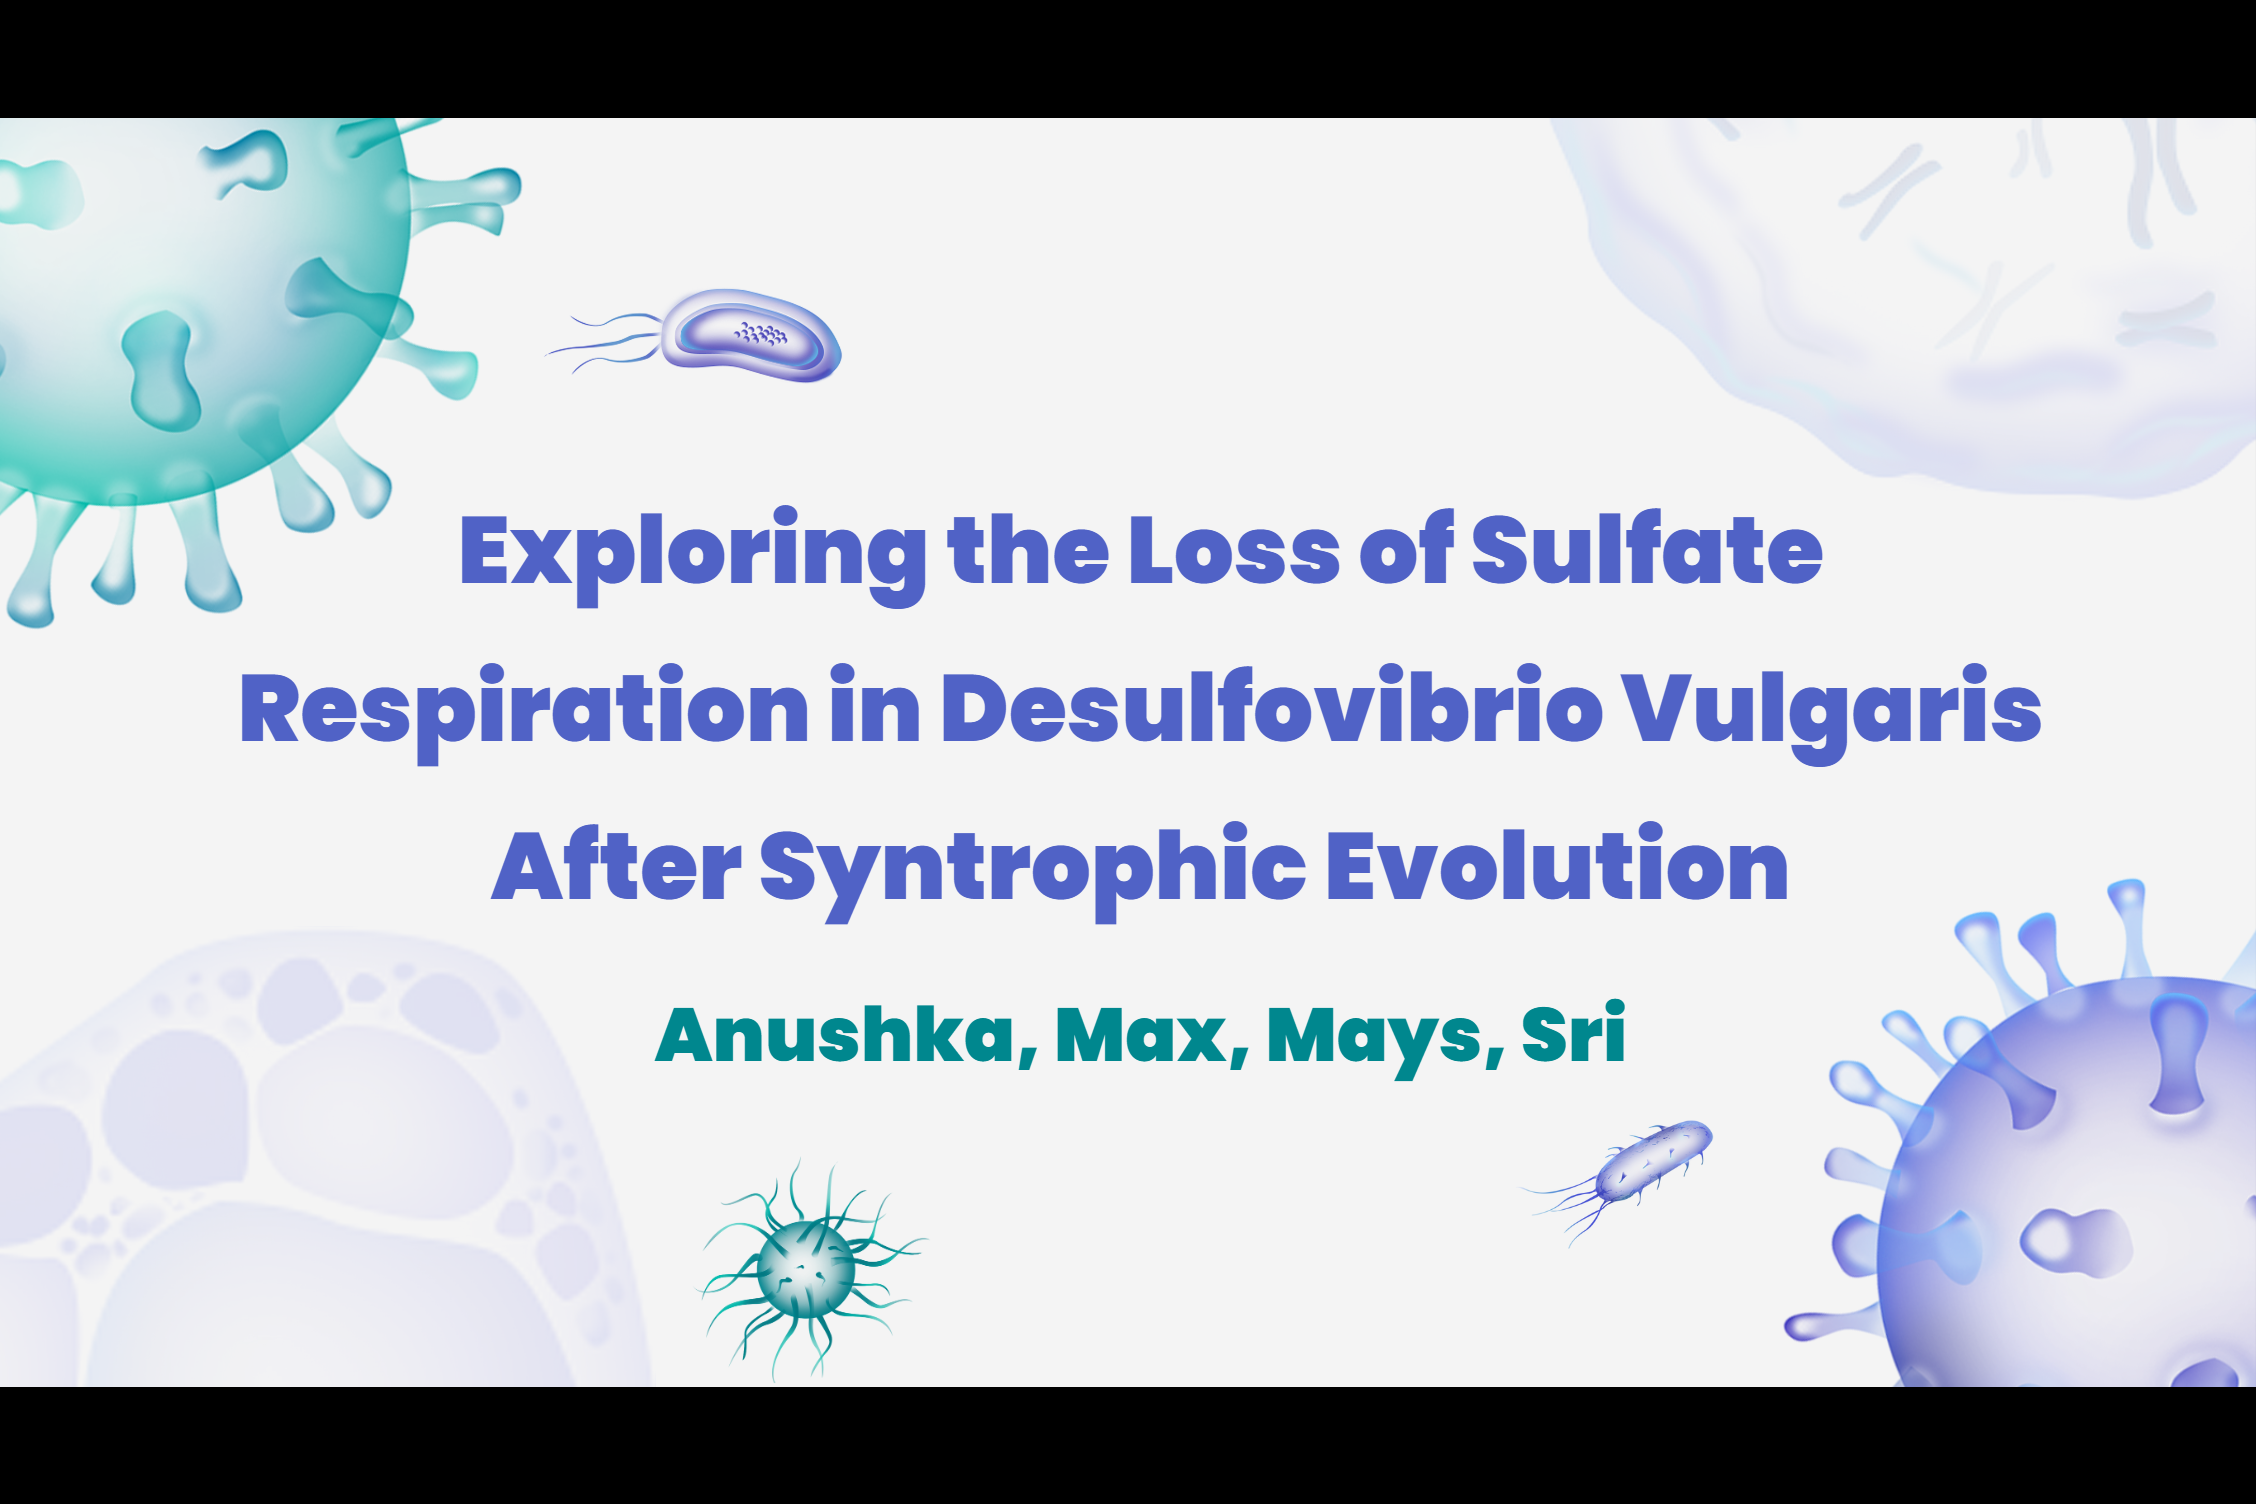 Exploring the Loss of Sulfate
Respiration in Desulfovibrio Vulgaris
After Syntrophic Evolution
Anushka, Max, Mays, Sri